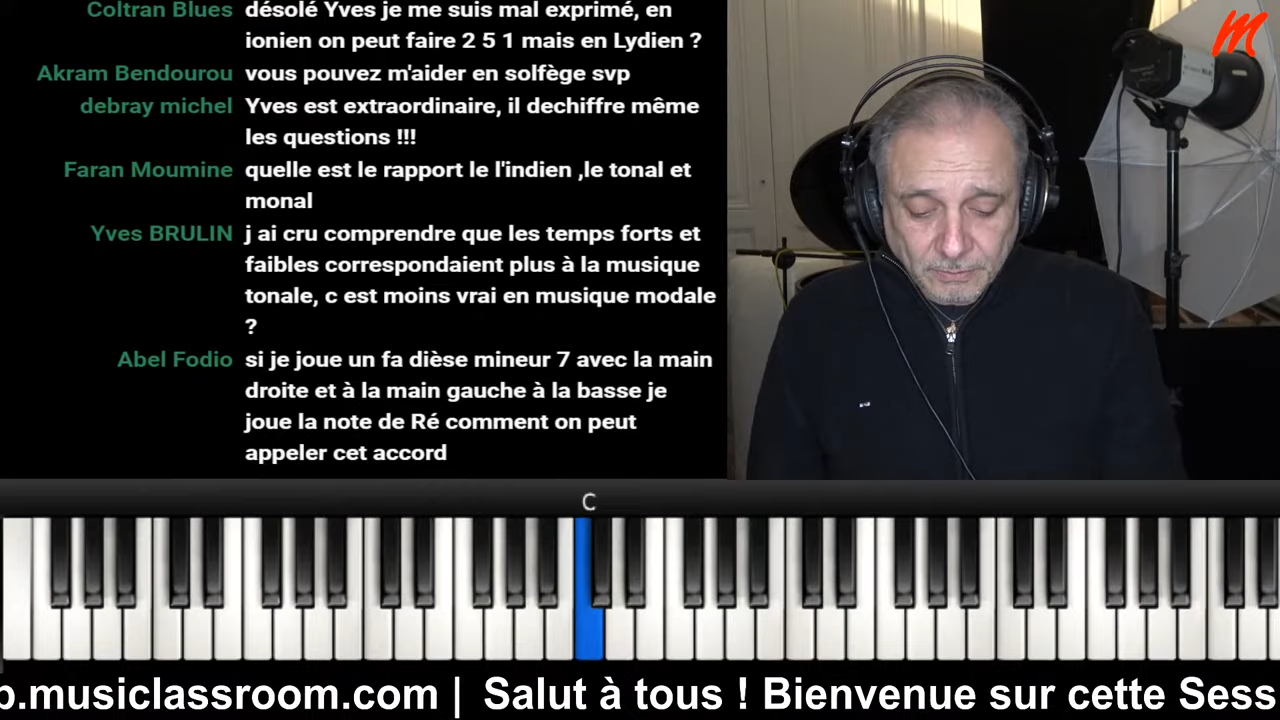 Coltran Blues désolé Yves je me suis mal exprimé, en
ionien on peut faire 2 5 1 mais en Lydien ?
Akram Bendourou vous pouvez m'aider en solfège svp
debray michel Yves est extraordinaire, il dechiffre même
les questions !!!
Faran Moumine quelle est le rapport le l'indien ,le tonal et
monal
Yves BRULIN j ai cru comprendre que les temps forts et
faibles correspondaient plus à la musique
tonale, c est moins vrai en musique modale
?
Abel Fodio si je joue un fa dièse mineur 7 avec la main
droite et à la main gauche à la basse je
joue la note de Ré comment on peut
appeler cet accord
M
C
b.musiclassroom.com | Salut à tous ! Bienvenue sur cette Sess